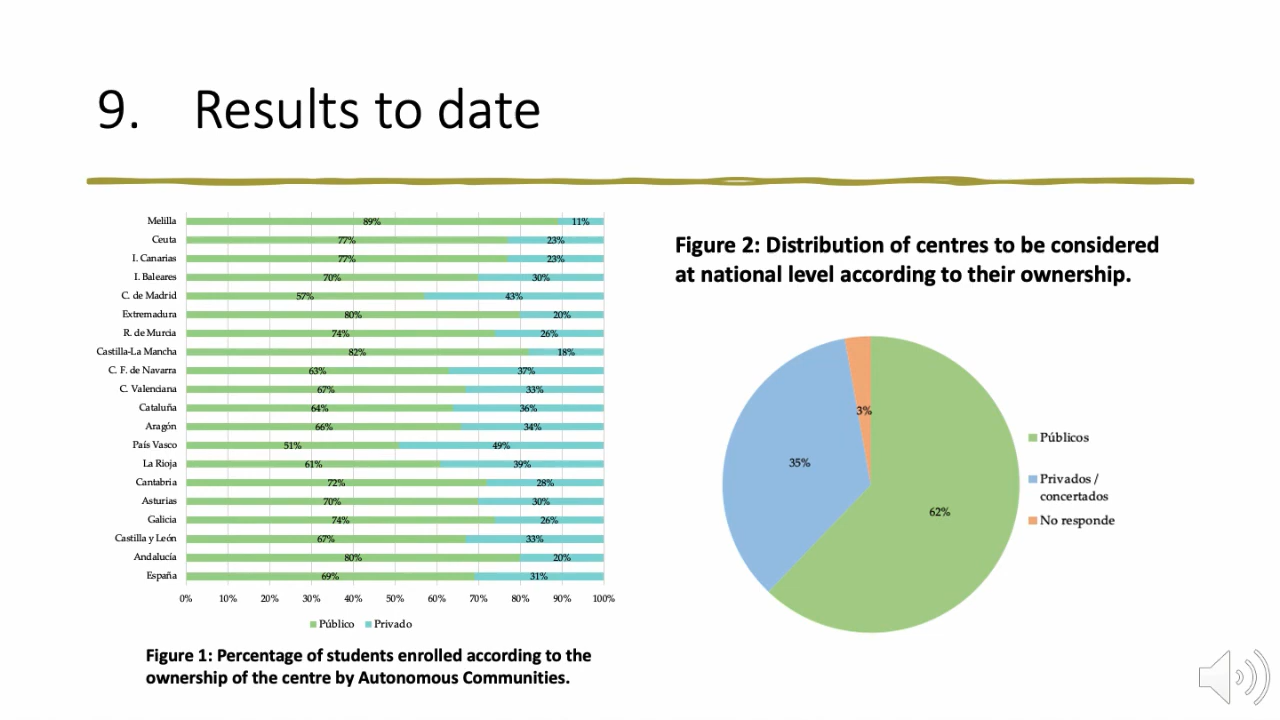 9. Results to date
Melilla 89% 11%
Ceuta 77% 23%
I. Canarias 77% 23%
I. Baleares 70% 30%
C. de Madrid 57% 43%
Extremadura 80% 20%
R. de Murcia 74% 26%
Castilla-La Mancha 82% 18%
C. F. de Navarra 63% 37%
C. Valenciana 67% 33%
Cataluña 64% 36%
Aragón 66% 34%
País Vasco 51% 49%
La Rioja 61% 39%
Cantabria 72% 28%
Asturias 70% 30%
Galicia 74% 26%
Castilla y León 67% 33%
Andalucía 80% 20%
España 69% 31%
0% 10% 20% 30% 40% 50% 60% 70% 80% 90% 100%
Público Privado
Figure 1: Percentage of students enrolled according to the
ownership of the centre by Autonomous Communities.
Figure 2: Distribution of centres to be considered
at national level according to their ownership.
3%
35%
62%
Públicos
Privados /
concertados
No responde